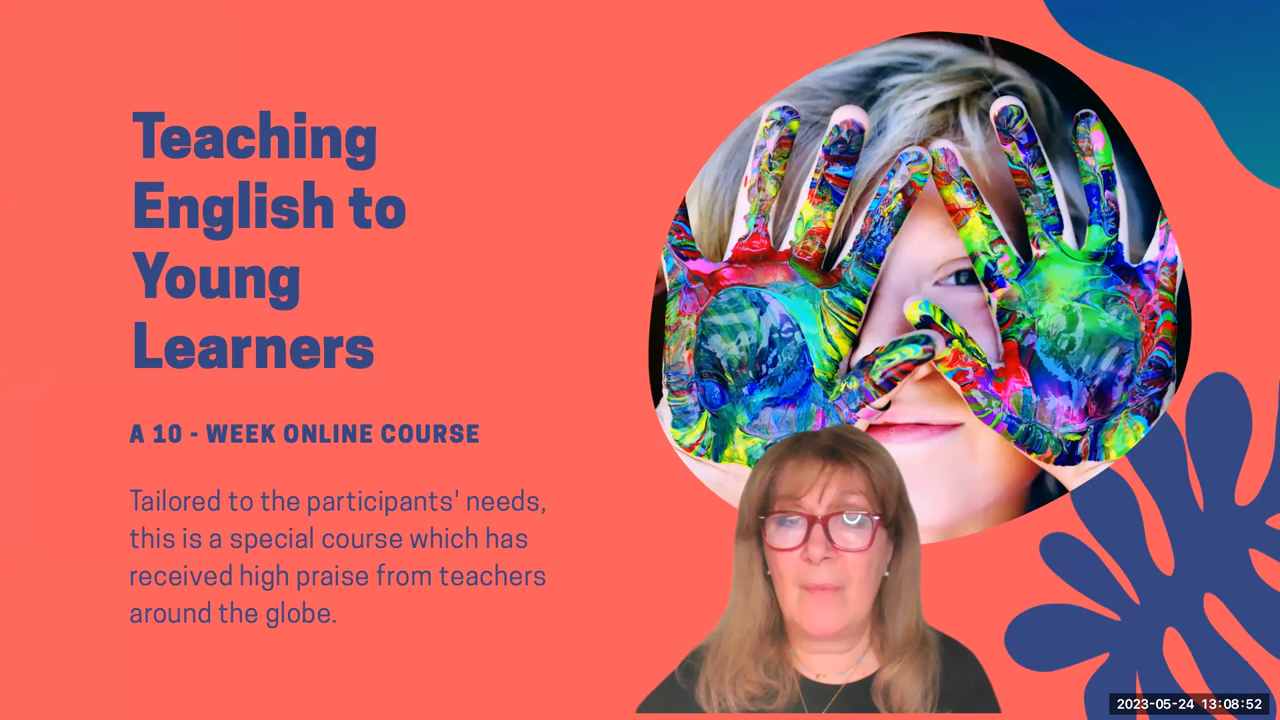 Teaching
English to
Young
Learners
A 10 - WEEK ONLINE COURSE
Tailored to the participants' needs,
this is a special course which has
received high praise from teachers
around the globe.
2023-05-24 13:08:52